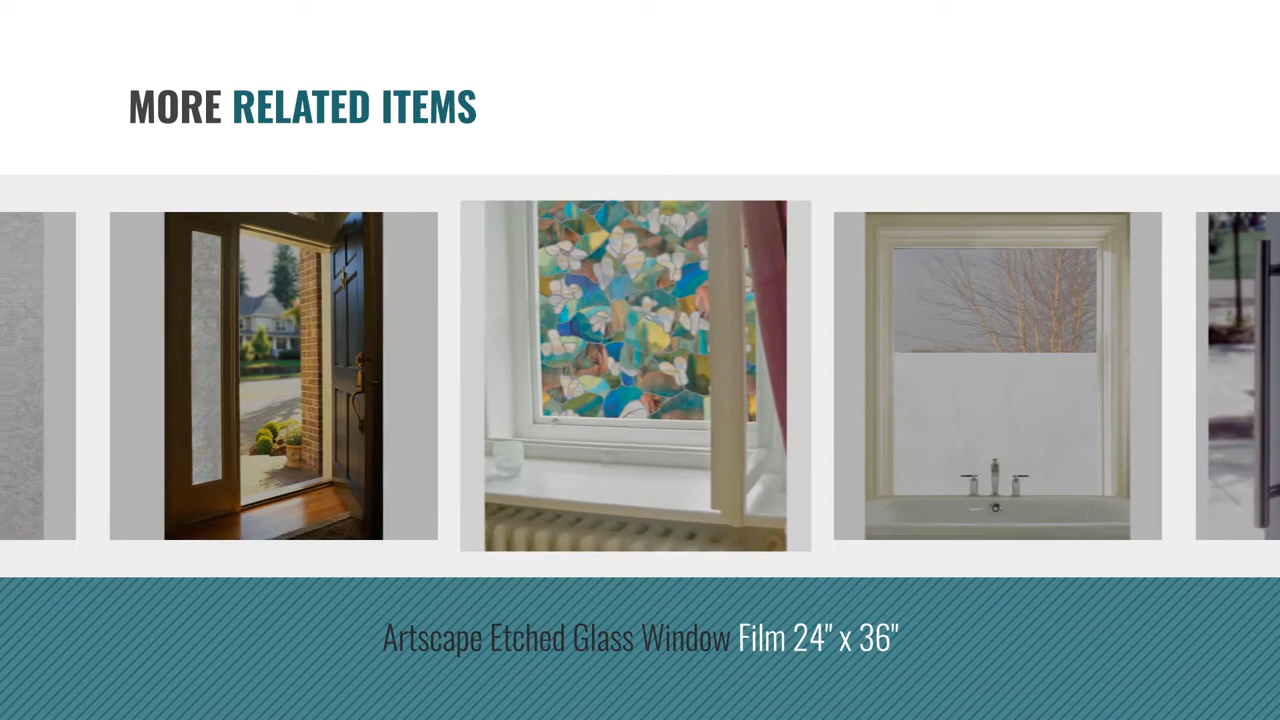 MORE RELATED ITEMS
Artscape Etched Glass Window Film 24" x 36"